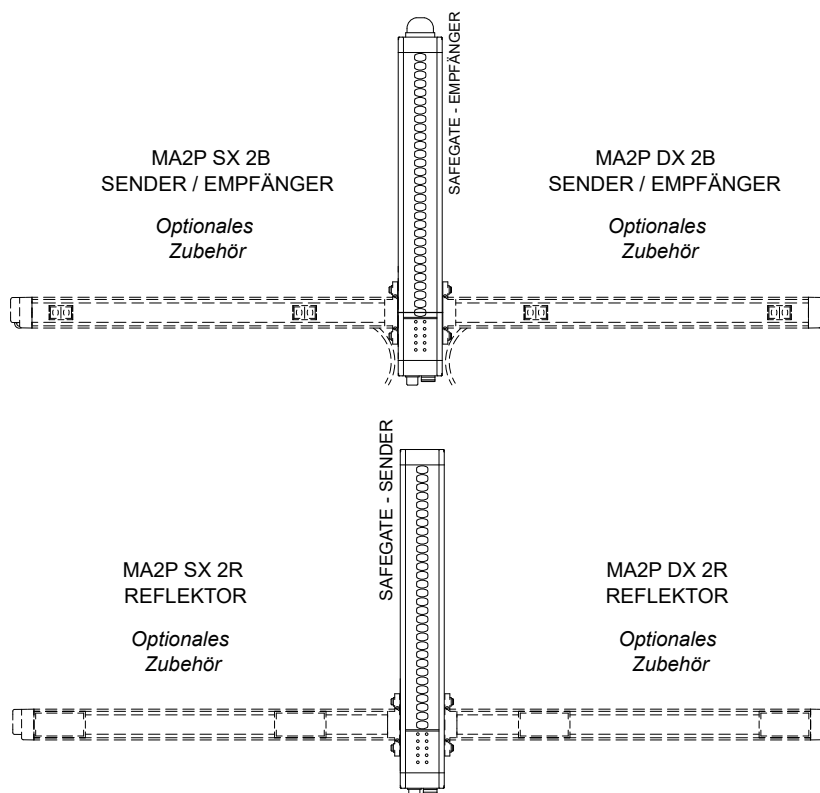 SAFEGATE - EMPFÄNGER
MA2P SX 2B
SENDER / EMPFÄNGER
Optionales
Zubehör
MA2P DX 2B
SENDER / EMPFÄNGER
Optionales
Zubehör
SAFEGATE - SENDER
MA2P SX 2R
REFLEKTOR
Optionales
Zubehör
MA2P DX 2R
REFLEKTOR
Optionales
Zubehör